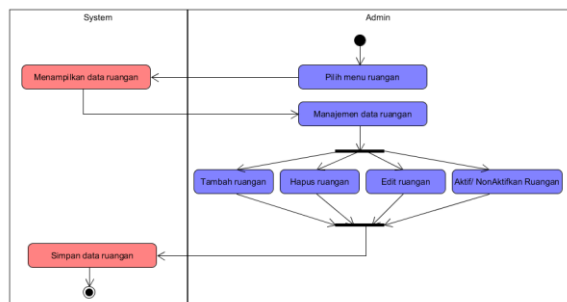 System
Admin
Pilih menu ruangan
Menampilkan data ruangan
Manajemen data ruangan
Tambah ruangan
Hapus ruangan
Edit ruangan
Aktif/ NonAktifkan Ruangan
Simpan data ruangan